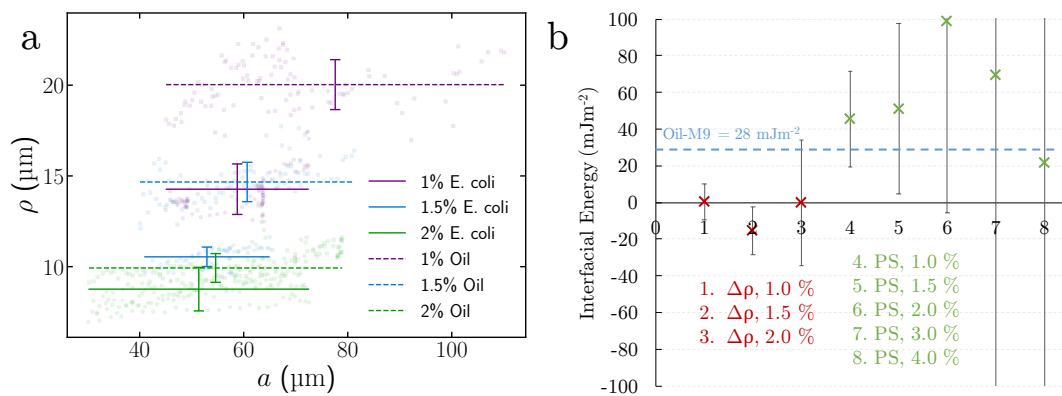 a
ρ (μm)
20
15
10
40
60
80
100
a (μm)
1% E. coli
1.5% E. coli
2% E. coli
1% Oil
1.5% Oil
2% Oil
b
Interfacial Energy (mJm⁻²)
100
80
60
40
20
0
-20
-40
-60
-80
-100
Oil-M9 = 28 mJm⁻²
0
1
2
3
4
5
6
7
8
1. Δρ, 1.0 %
2. Δρ, 1.5 %
3. Δρ, 2.0 %
4. PS, 1.0 %
5. PS, 1.5 %
6. PS, 2.0 %
7. PS, 3.0 %
8. PS, 4.0 %